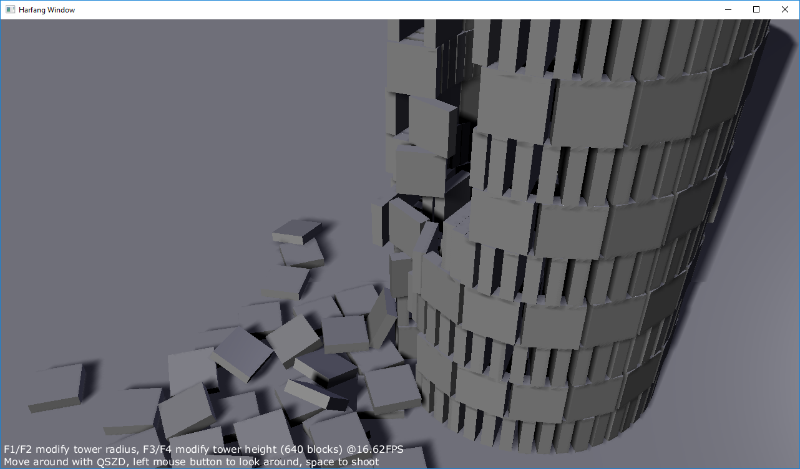 Harfang Window
F1/F2 modify tower radius, F3/F4 modify tower height (640 blocks) @16.62FPS
Move around with QSZD, left mouse button to look around, space to shoot